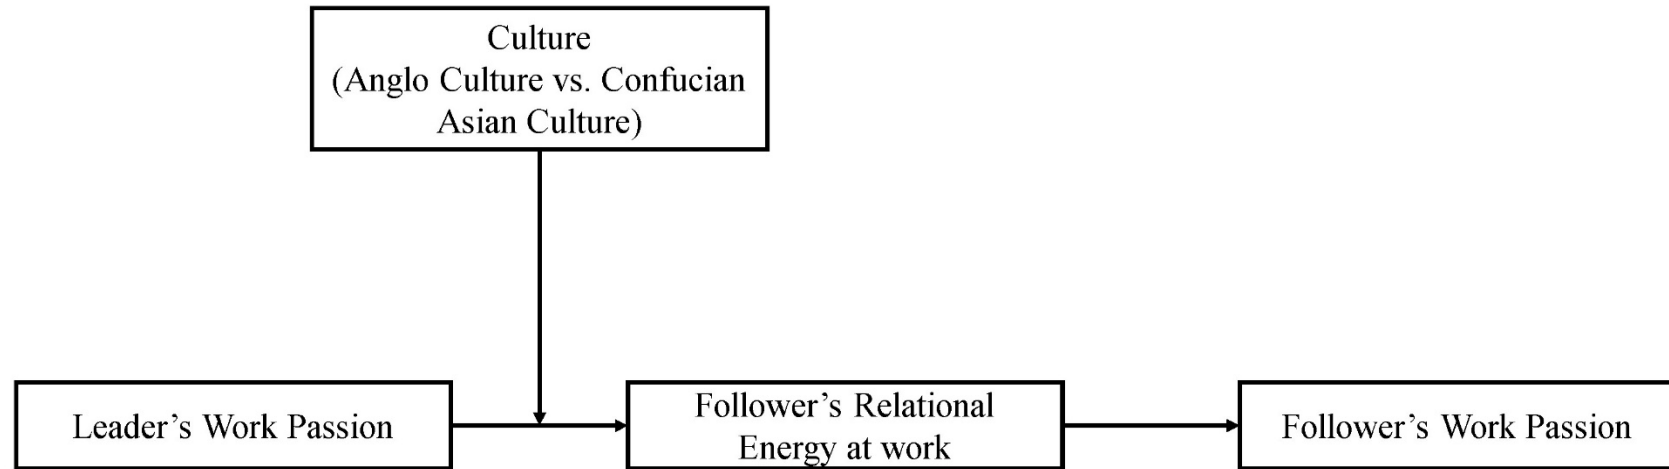 Culture
(Anglo Culture vs. Confucian
Asian Culture)
Leader’s Work Passion
Follower’s Relational
Energy at work
Follower’s Work Passion